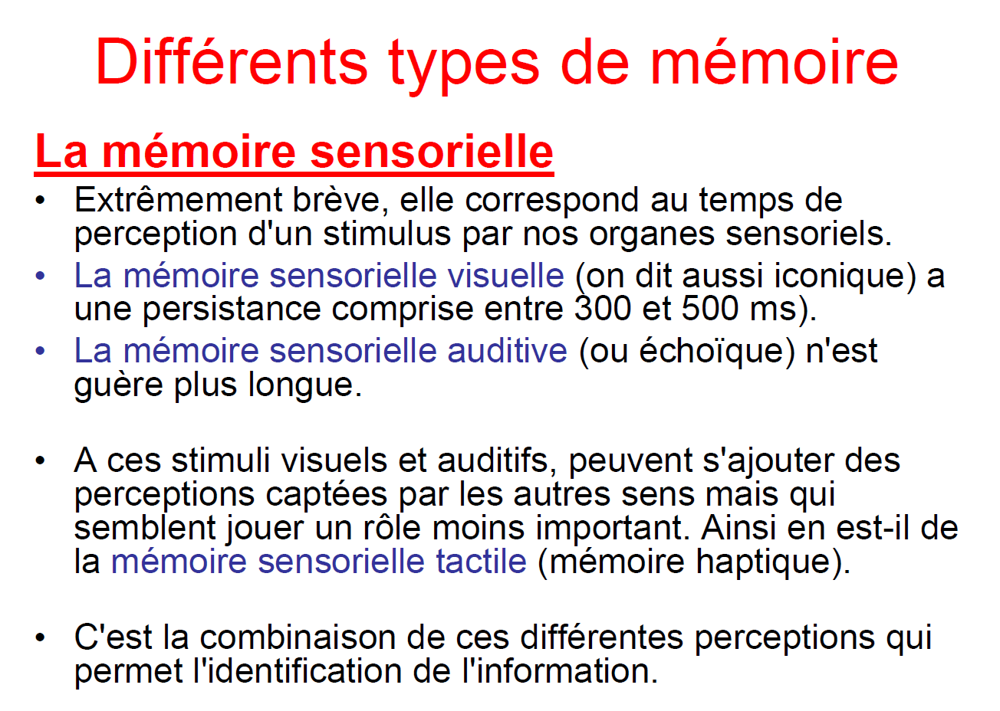 Différents types de mémoire
La mémoire sensorielle
• Extrêmement brève, elle correspond au temps de
perception d'un stimulus par nos organes sensoriels.
• La mémoire sensorielle visuelle (on dit aussi iconique) a
une persistance comprise entre 300 et 500 ms).
• La mémoire sensorielle auditive (ou échoïque) n'est
guère plus longue.
• A ces stimuli visuels et auditifs, peuvent s'ajouter des
perceptions captées par les autres sens mais qui
semblent jouer un rôle moins important. Ainsi en est-il de
la mémoire sensorielle tactile (mémoire haptique).
• C'est la combinaison de ces différentes perceptions qui
permet l'identification de l'information.